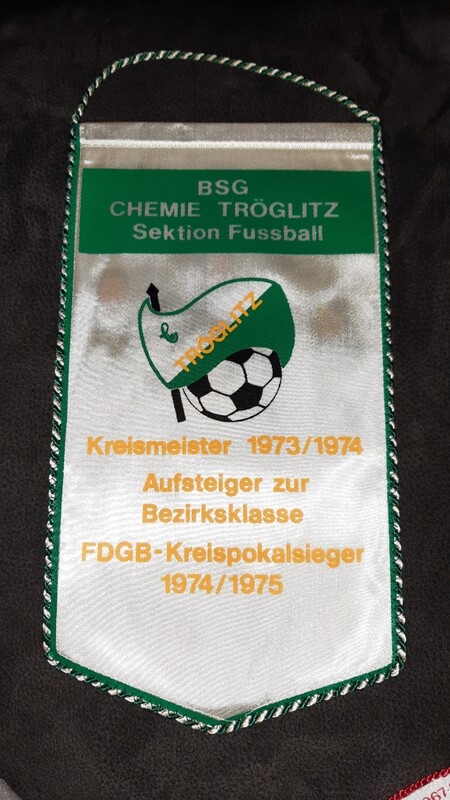 BSG
CHEMIE TRÖGLITZ
Sektion Fussball
TRÖGLITZ
Kreismeister 1973/1974
Aufsteiger zur
Bezirksklasse
FDGB-Kreispokalsieger
1974/1975